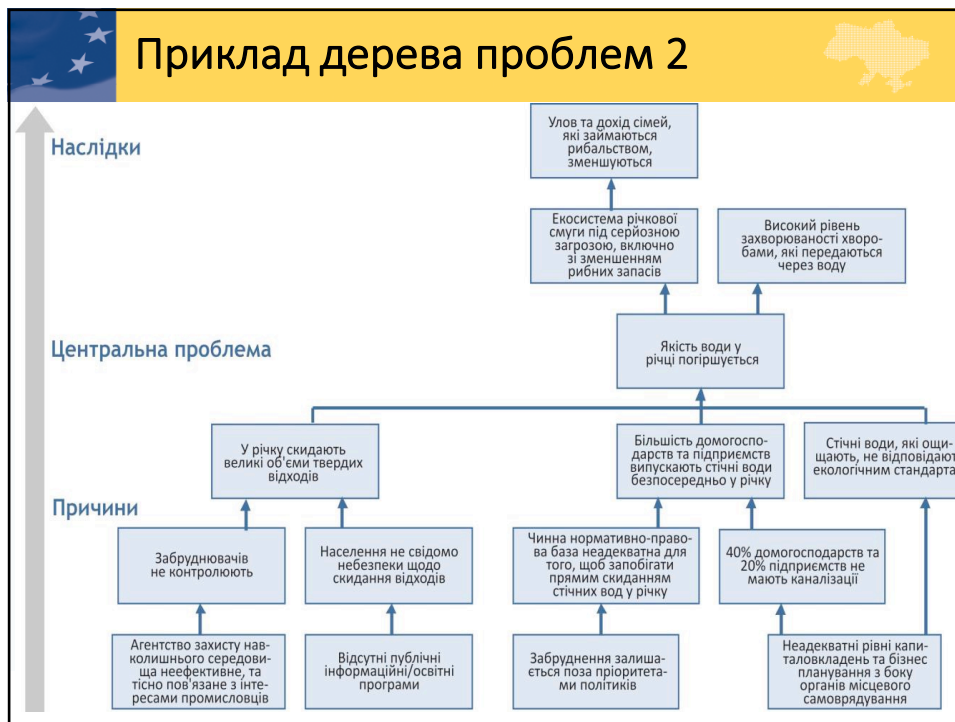 Приклад дерева проблем 2
Наслідки
Улов та дохід сімей,
які займаються
рибальством,
зменшуються
Екосистема річкової
смуги під серйозною
загрозою, включно
зі зменшенням
рибних запасів
Високий рівень
захворюваності хворо-
бами, які передаються
через воду
Центральна проблема
Якість води у
річці погіршується
У річку скидають
великі об'єми твердих
відходів
Більшість домогоспо-
дарств та підприємств
випускають стічні води
безпосередньо у річку
Стічні води, які ощи-
щають, не відповідают
екологічним стандарта
Причини
Забруднювачів
не контролюють
Населення не свідомо
небезпеки щодо
скидання відходів
Чинна нормативно-право-
ва база неадекватна для
того, щоб запобігати
прямим скиданням
стічних вод у річку
40% домогосподарств та
20% підприємств не
мають каналізації
Агентство захисту нав-
колишнього середови-
ща неефективне, та
тісно пов'язане з інте-
ресами промисловців
Відсутні публічні
інформаційні/освітні
програми
Забруднення залиша-
ється поза пріоритета-
ми політиків
Неадекватні рівні капи-
таловкладень та бізнес
планування з боку
органів місцевого
самоврядування